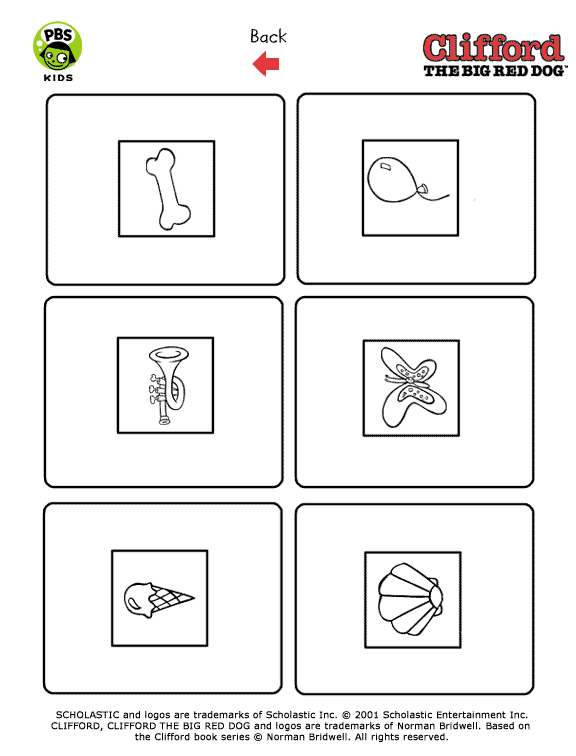 PBS
KIDS
Back
Clifford
THE BIG RED DOG™
SCHOLASTIC and logos are trademarks of Scholastic Inc. © 2001 Scholastic Entertainment Inc.
CLIFFORD, CLIFFORD THE BIG RED DOG and logos are trademarks of Norman Bridwell. Based on
the Clifford book series © Norman Bridwell. All rights reserved.